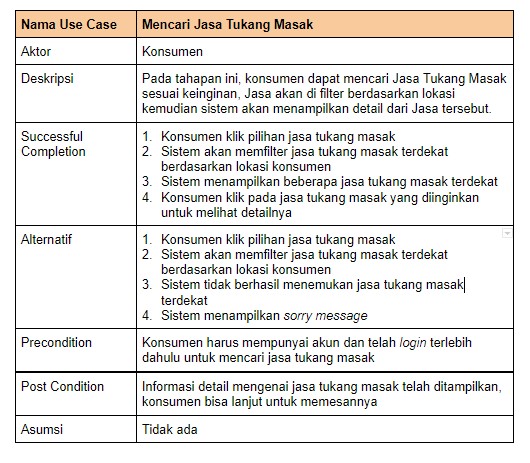 Nama Use Case Mencari Jasa Tukang Masak
Aktor Konsumen
Deskripsi Pada tahapan ini, konsumen dapat mencari Jasa Tukang Masak
sesuai keinginan, Jasa akan di filter berdasarkan lokasi
kemudian sistem akan menampilkan detail dari Jasa tersebut.
Successful 1. Konsumen klik pilihan jasa tukang masak
Completion 2. Sistem akan memfilter jasa tukang masak terdekat
berdasarkan lokasi konsumen
3. Sistem menampilkan beberapa jasa tukang masak terdekat
4. Konsumen klik pada jasa tukang masak yang diinginkan
untuk melihat detailnya
Alternatif 1. Konsumen klik pilihan jasa tukang masak
2. Sistem akan memfilter jasa tukang masak terdekat
berdasarkan lokasi konsumen
3. Sistem tidak berhasil menemukan jasa tukang masak
terdekat
4. Sistem menampilkan sorry message
Precondition Konsumen harus mempunyai akun dan telah login terlebih
dahulu untuk mencari jasa tukang masak
Post Condition Informasi detail mengenai jasa tukang masak telah ditampilkan,
konsumen bisa lanjut untuk memesannya
Asumsi Tidak ada